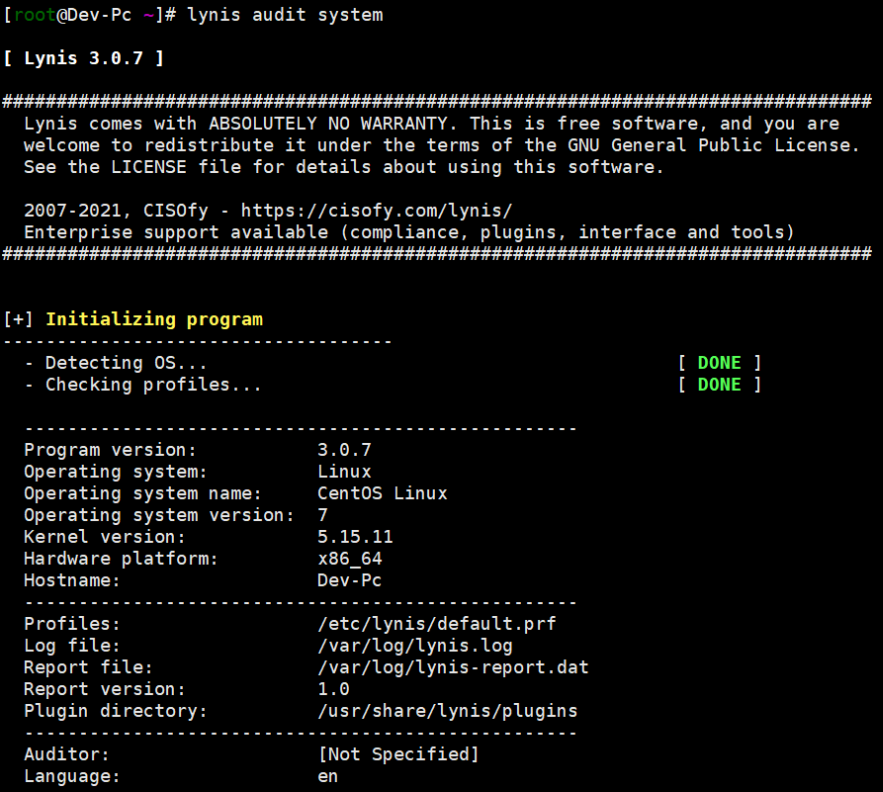 [root@Dev-Pc ~]# lynis audit system
[ Lynis 3.0.7 ]
################################################################################
Lynis comes with ABSOLUTELY NO WARRANTY. This is free software, and you are
welcome to redistribute it under the terms of the GNU General Public License.
See the LICENSE file for details about using this software.
2007-2021, CISOfy - https://cisofy.com/lynis/
Enterprise support available (compliance, plugins, interface and tools)
################################################################################
[+] Initializing program
------------------------------------
- Detecting OS... [ DONE ]
- Checking profiles... [ DONE ]
---------------------------------------------------
Program version: 3.0.7
Operating system: Linux
Operating system name: CentOS Linux
Operating system version: 7
Kernel version: 5.15.11
Hardware platform: x86_64
Hostname: Dev-Pc
---------------------------------------------------
Profiles: /etc/lynis/default.prf
Log file: /var/log/lynis.log
Report file: /var/log/lynis-report.dat
Report version: 1.0
Plugin directory: /usr/share/lynis/plugins
---------------------------------------------------
Auditor: [Not Specified]
Language: en